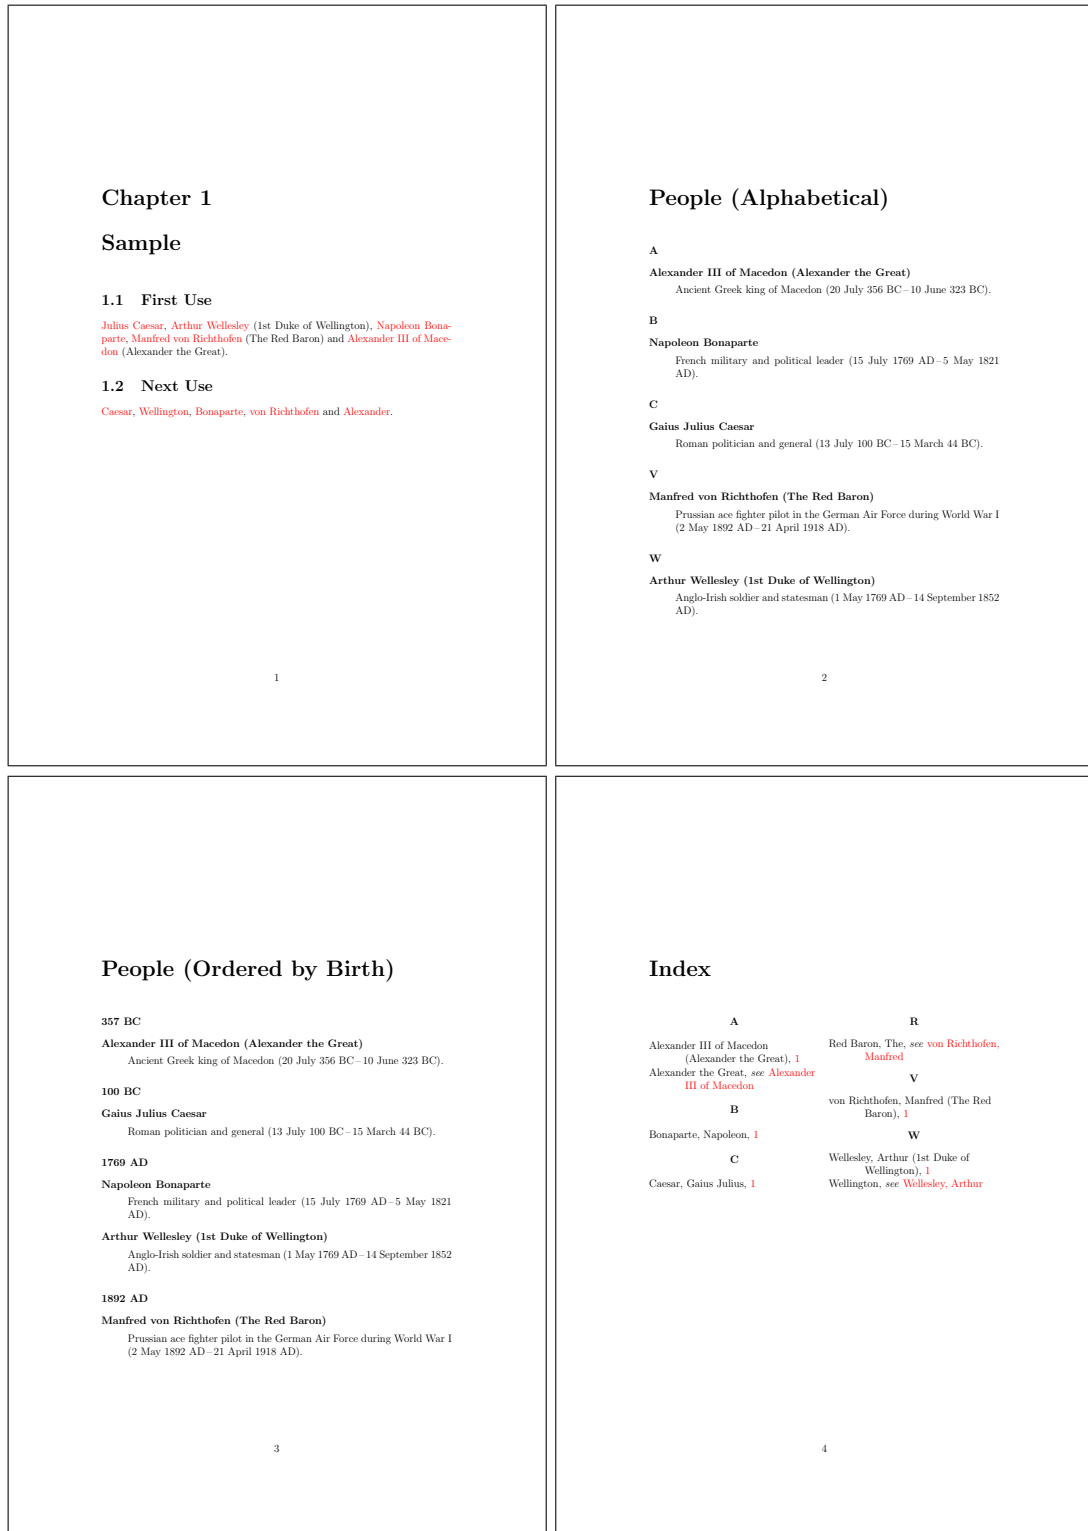 Chapter 1
Sample
1.1 First Use
Julius Caesar, Arthur Wellesley (1st Duke of Wellington), Napoleon Bona-
parte, Manfred von Richthofen (The Red Baron) and Alexander III of Mace-
don (Alexander the Great).
1.2 Next Use
Caesar, Wellington, Bonaparte, von Richthofen and Alexander.
1
People (Alphabetical)
A
Alexander III of Macedon (Alexander the Great)
Ancient Greek king of Macedon (20 July 356 BC – 10 June 323 BC).
B
Napoleon Bonaparte
French military and political leader (15 July 1769 AD – 5 May 1821
AD).
C
Gaius Julius Caesar
Roman politician and general (13 July 100 BC – 15 March 44 BC).
V
Manfred von Richthofen (The Red Baron)
Prussian ace fighter pilot in the German Air Force during World War I
(2 May 1892 AD – 21 April 1918 AD).
W
Arthur Wellesley (1st Duke of Wellington)
Anglo-Irish soldier and statesman (1 May 1769 AD – 14 September 1852
AD).
2
People (Ordered by Birth)
357 BC
Alexander III of Macedon (Alexander the Great)
Ancient Greek king of Macedon (20 July 356 BC – 10 June 323 BC).
100 BC
Gaius Julius Caesar
Roman politician and general (13 July 100 BC – 15 March 44 BC).
1769 AD
Napoleon Bonaparte
French military and political leader (15 July 1769 AD – 5 May 1821
AD).
Arthur Wellesley (1st Duke of Wellington)
Anglo-Irish soldier and statesman (1 May 1769 AD – 14 September 1852
AD).
1892 AD
Manfred von Richthofen (The Red Baron)
Prussian ace fighter pilot in the German Air Force during World War I
(2 May 1892 AD – 21 April 1918 AD).
3
Index
A
Alexander III of Macedon
(Alexander the Great), 1
Alexander the Great, see Alexander
III of Macedon
B
Bonaparte, Napoleon, 1
C
Caesar, Gaius Julius, 1
R
Red Baron, The, see von Richthofen,
Manfred
V
von Richthofen, Manfred (The Red
Baron), 1
W
Wellesley, Arthur (1st Duke of
Wellington), 1
Wellington, see Wellesley, Arthur
4